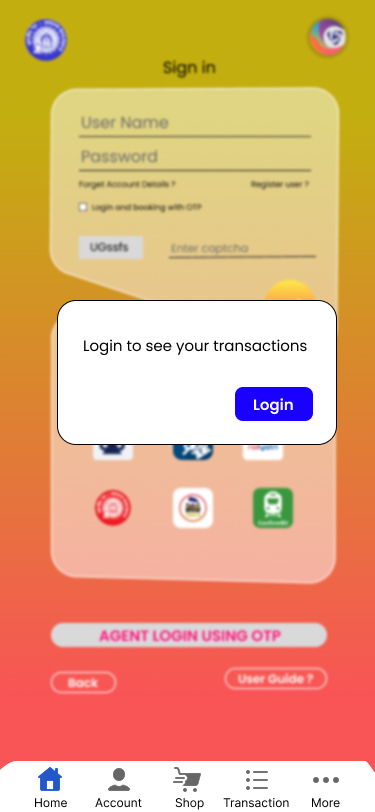 Sign in
User Name
Password
Forget Account Details ? Register user ?
Login and booking with OTP
UGssfs Enter captcha
Login to see your transactions
Login
AGENT LOGIN USING OTP
Back User Guide ?
Home Account Shop Transaction More